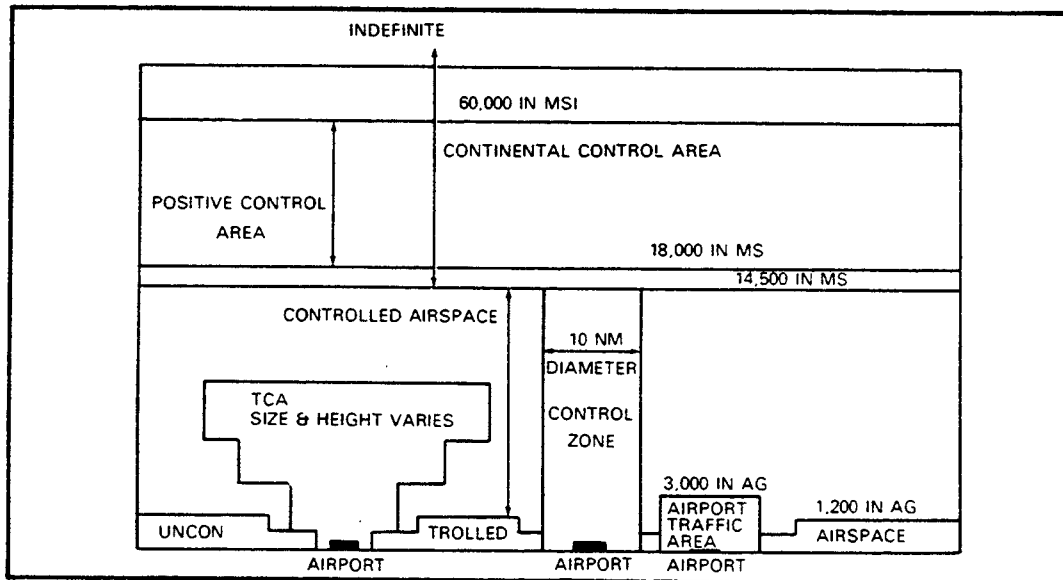 INDEFINITE
60,000 IN MSI
CONTINENTAL CONTROL AREA
POSITIVE CONTROL
AREA
18,000 IN MS
14,500 IN MS
CONTROLLED AIRSPACE
10 NM
DIAMETER
CONTROL
ZONE
TCA
SIZE & HEIGHT VARIES
3,000 IN AG
AIRPORT
TRAFFIC
AREA
1,200 IN AG
UNCON
TROLLED
AIRSPACE
AIRPORT
AIRPORT
AIRPORT